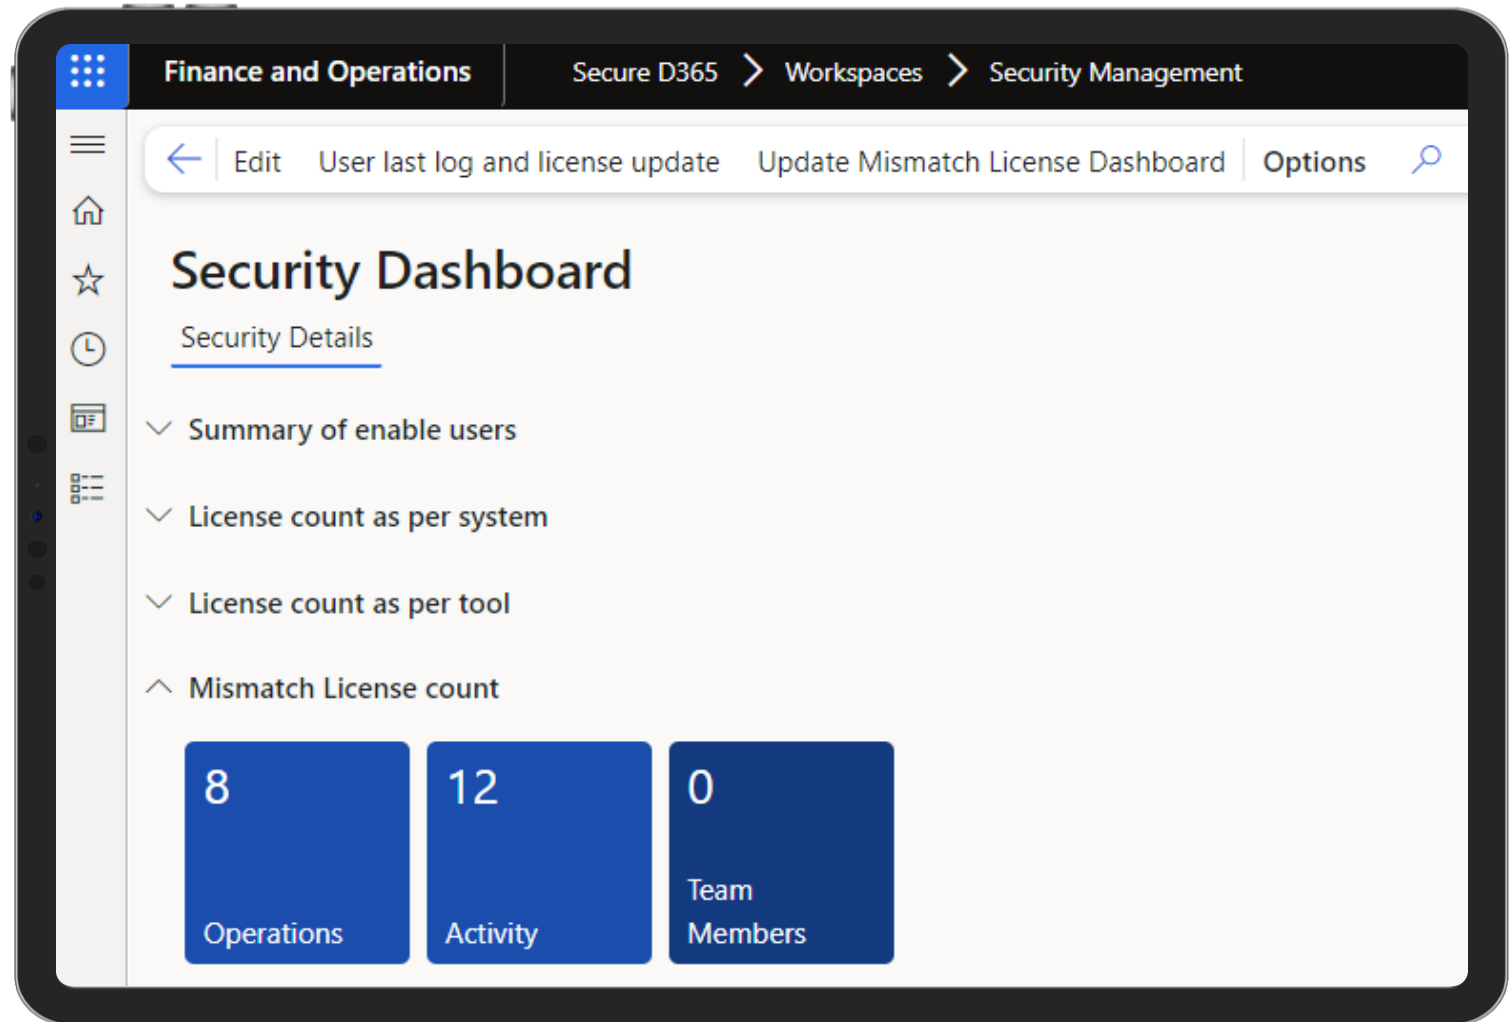 Finance and Operations Secure D365 Workspaces Security Management
Edit User last log and license update Update Mismatch License Dashboard Options
Security Dashboard
Security Details
Summary of enable users
License count as per system
License count as per tool
Mismatch License count
8
Operations
12
Activity
0
Team
Members